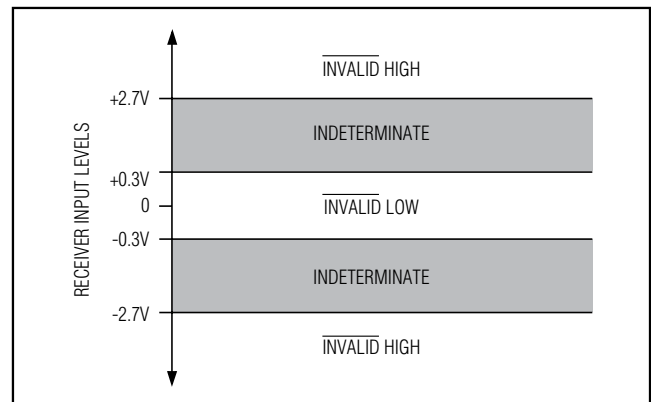 INVALID HIGH
+2.7V
INDETERMINATE
+0.3V
0
INVALID LOW
-0.3V
INDETERMINATE
-2.7V
INVALID HIGH
RECEIVER INPUT LEVELS